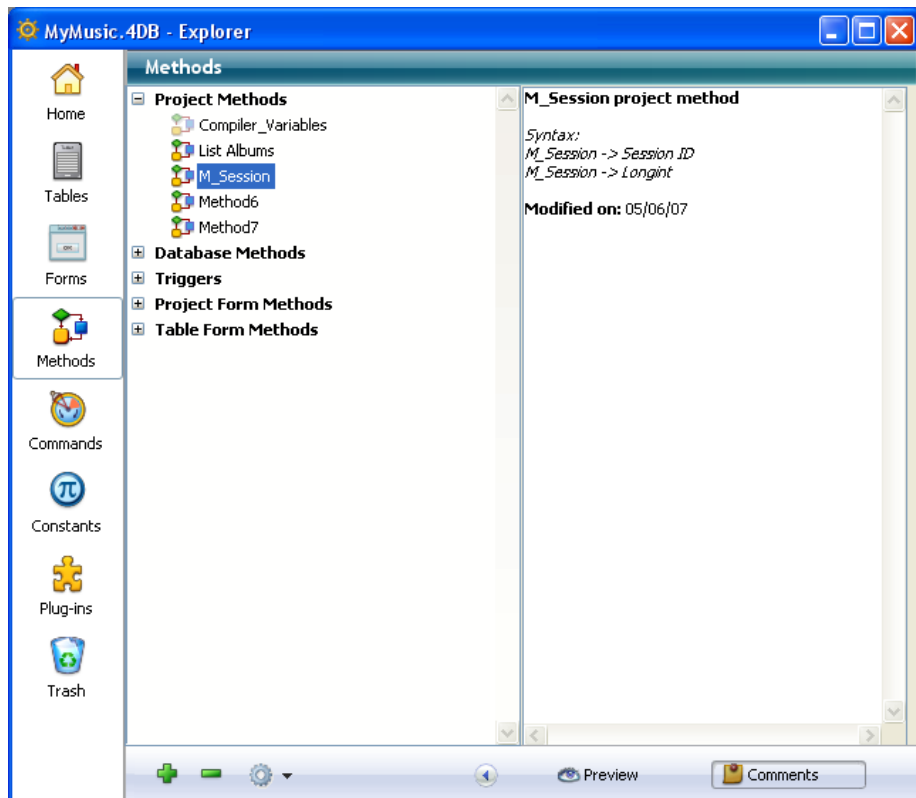 MyMusic.4DB - Explorer
Methods
Home
Tables
Forms
Methods
Commands
Constants
Plug-ins
Trash
Project Methods
Compiler_Variables
List Albums
M_Session
Method6
Method7
Database Methods
Triggers
Project Form Methods
Table Form Methods
M_Session project method
Syntax:
M_Session -> Session ID
M_Session -> Longint
Modified on: 05/06/07
Preview
Comments